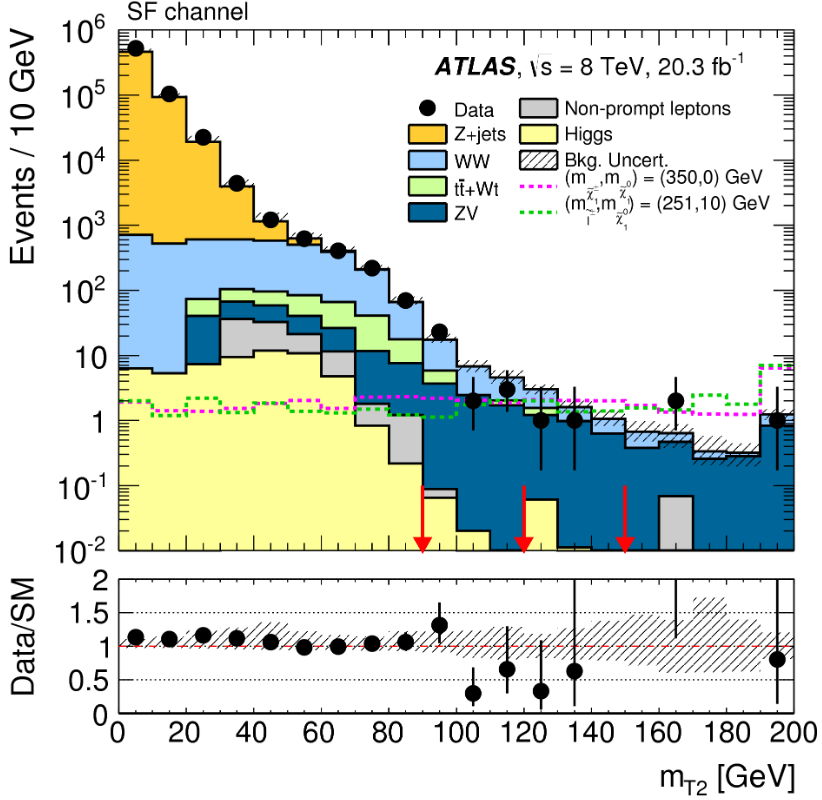 SF channel
ATLAS, √s = 8 TeV, 20.3 fb⁻¹
Data
Z+jets
WW
tt̄+Wt
ZV
Non-prompt leptons
Higgs
Bkg. Uncert.
(m_χ̃₁^±, m_χ̃₁⁰) = (350,0) GeV
(m_l̃^±, m_χ̃₁⁰) = (251,10) GeV
Events / 10 GeV
10⁶
10⁵
10⁴
10³
10²
10
1
10⁻¹
10⁻²
Data/SM
2
1.5
1
0.5
0
0 20 40 60 80 100 120 140 160 180 200
m_T2 [GeV]